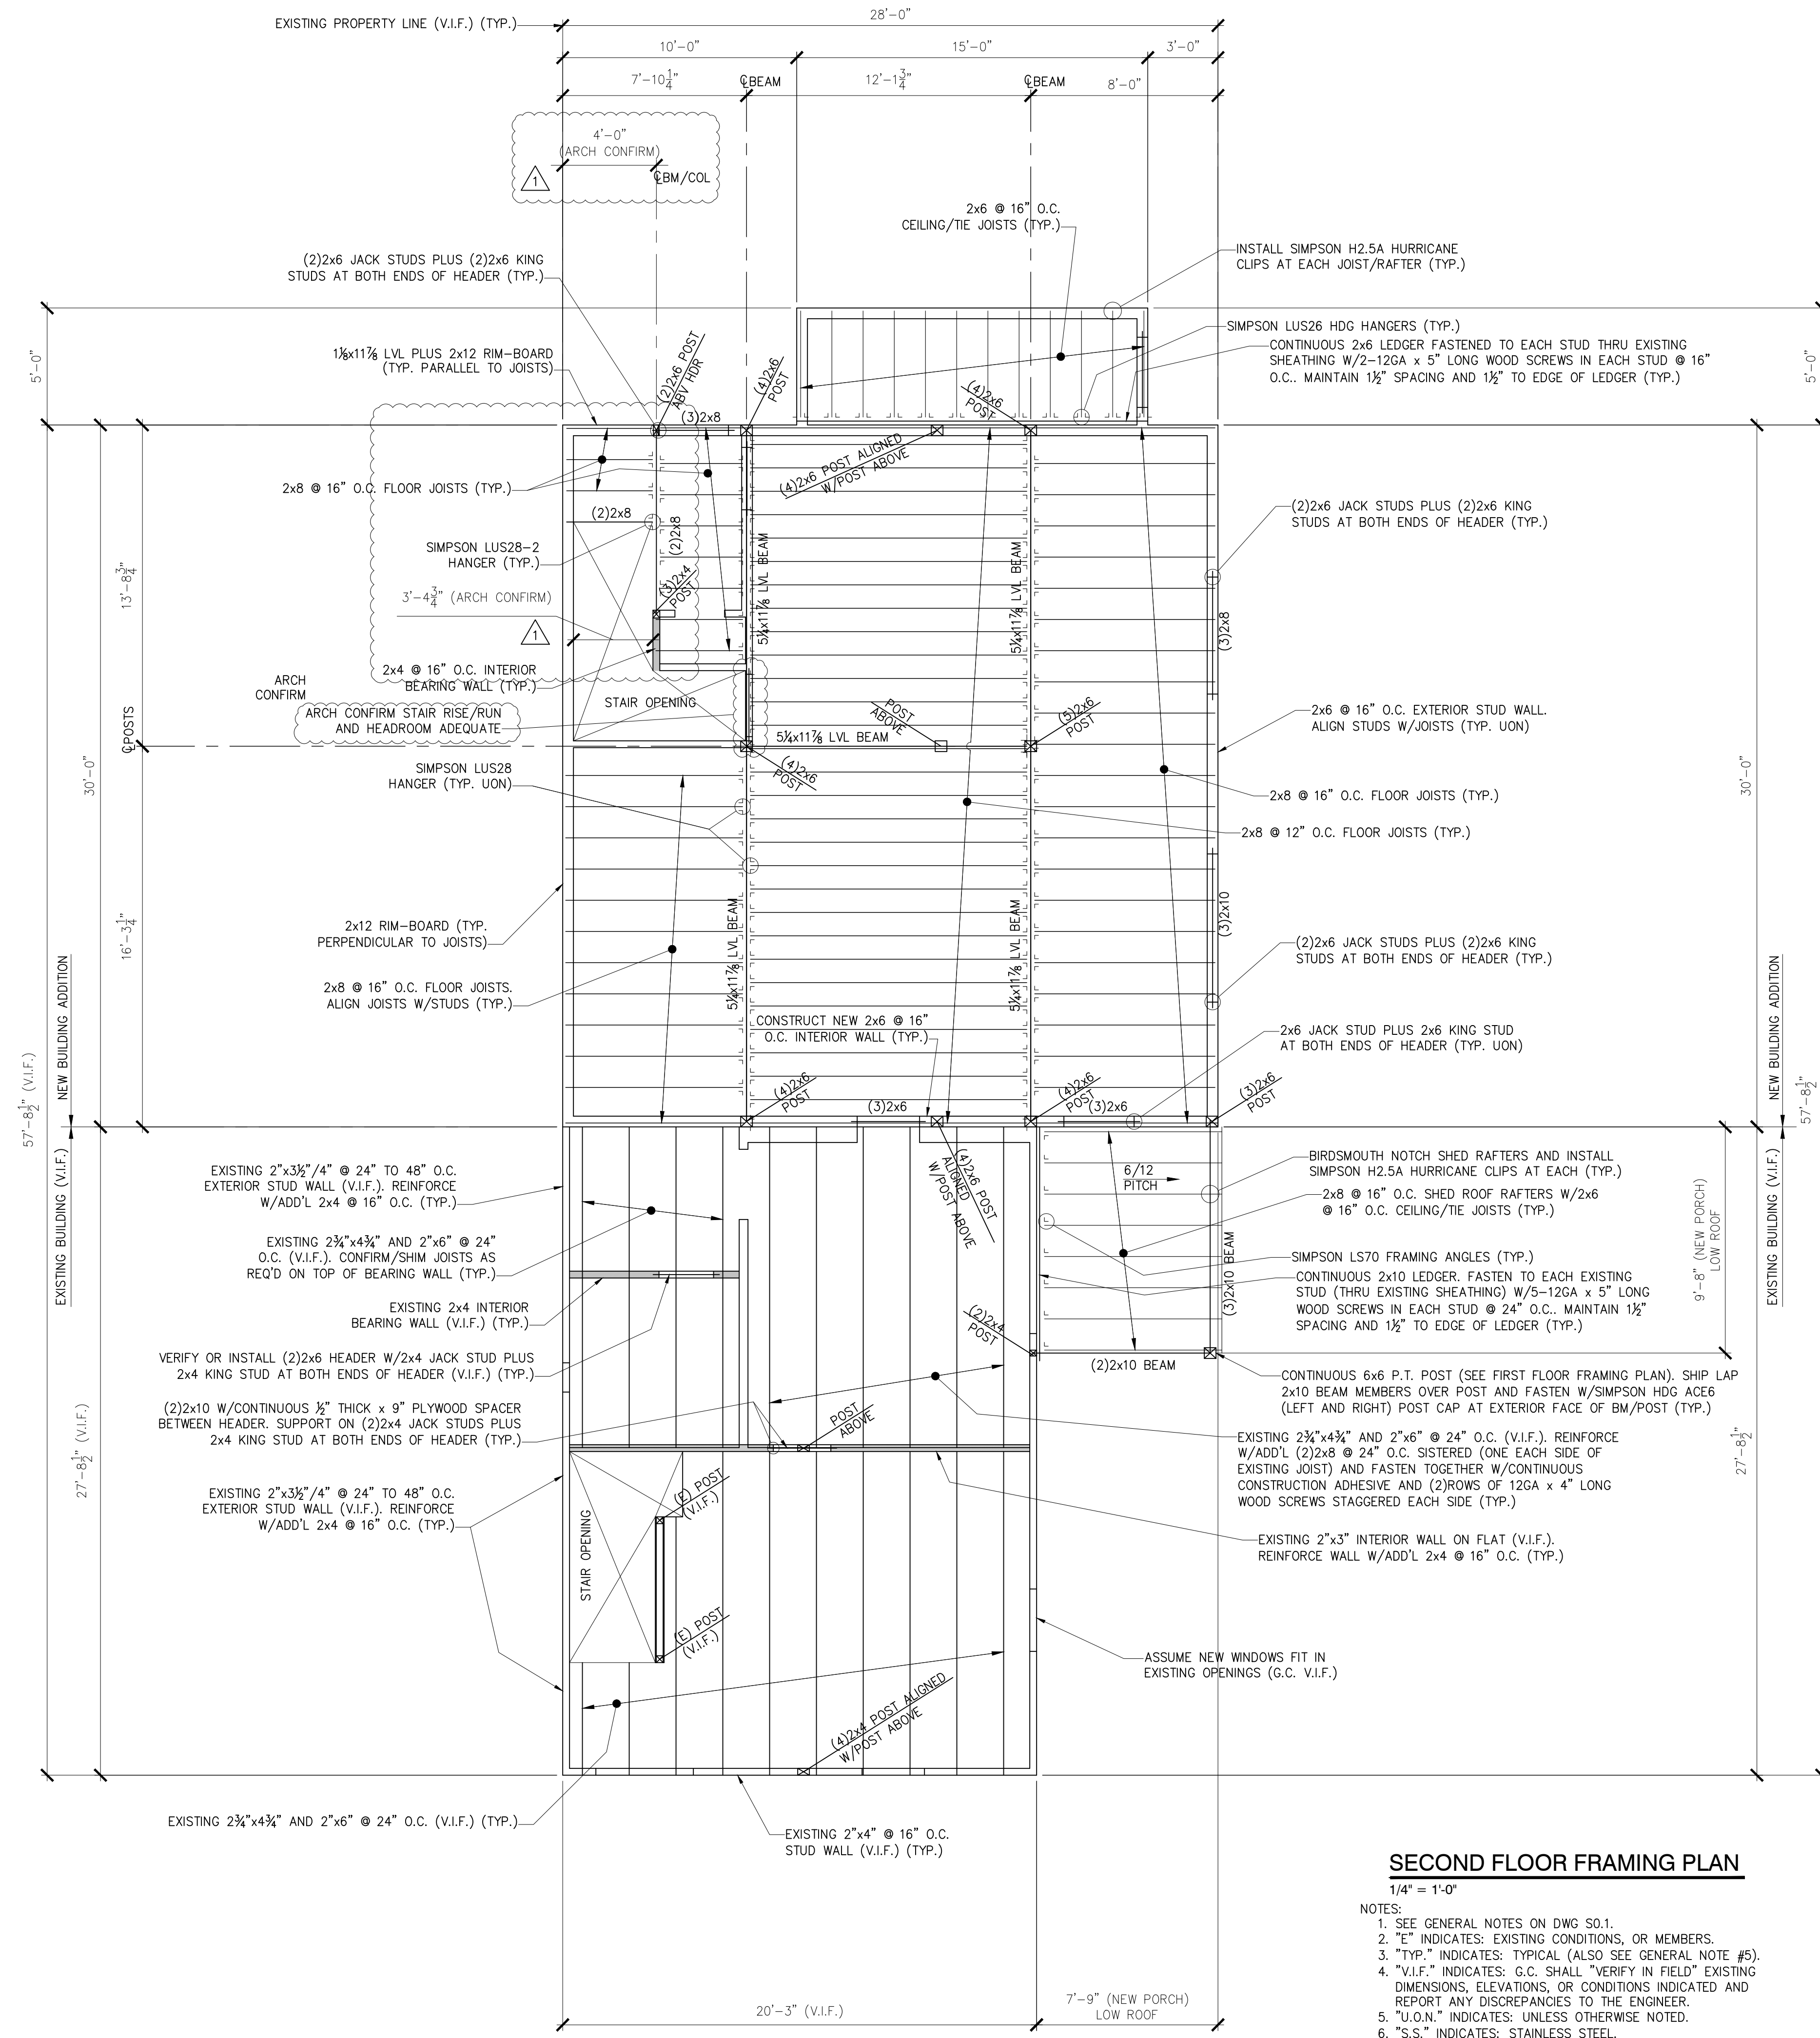 28'-0"
EXISTING PROPERTY LINE (V.I.F.) (TYP.)
10'-0"
15'-0"
3'-0"
7'-10 1/4"
℄BEAM
12'-1 3/4"
℄BEAM
8'-0"
4'-0"
(ARCH CONFIRM)
1
℄BM/COL
2x6 @ 16" O.C.
CEILING/TIE JOISTS (TYP.)
INSTALL SIMPSON H2.5A HURRICANE
CLIPS AT EACH JOIST/RAFTER (TYP.)
(2)2x6 JACK STUDS PLUS (2)2x6 KING
STUDS AT BOTH ENDS OF HEADER (TYP.)
SIMPSON LUS26 HDG HANGERS (TYP.)
CONTINUOUS 2x6 LEDGER FASTENED TO EACH STUD THRU EXISTING
SHEATHING W/2-12GA x 5" LONG WOOD SCREWS IN EACH STUD @ 16"
O.C.. MAINTAIN 1½" SPACING AND 1½" TO EDGE OF LEDGER (TYP.)
1⅛x11⅞ LVL PLUS 2x12 RIM-BOARD
(TYP. PARALLEL TO JOISTS)
5'-0"
5'-0"
(2)2x6 POST
ABV HDR
(4)2x6
POST
(4)2x6
POST
(3)2x8
(4)2x6 POST ALIGNED
W/POST ABOVE
2x8 @ 16" O.C. FLOOR JOISTS (TYP.)
(2)2x8
(2)2x8
(2)2x6 JACK STUDS PLUS (2)2x6 KING
STUDS AT BOTH ENDS OF HEADER (TYP.)
SIMPSON LUS28-2
HANGER (TYP.)
5¼x11⅞ LVL BEAM
5¼x11⅞ LVL BEAM
(3)2x4
POST
3'-4 3/4" (ARCH CONFIRM)
1
(3)2x8
13'-8 3/4"
2x4 @ 16" O.C. INTERIOR
BEARING WALL (TYP.)
ARCH
CONFIRM
STAIR OPENING
ARCH CONFIRM STAIR RISE/RUN
AND HEADROOM ADEQUATE
POST
ABOVE
(5)2x6
POST
2x6 @ 16" O.C. EXTERIOR STUD WALL.
ALIGN STUDS W/JOISTS (TYP. UON)
℄POSTS
5¼x11⅞ LVL BEAM
30'-0"
30'-0"
SIMPSON LUS28
HANGER (TYP. UON)
(4)2x6
POST
2x8 @ 16" O.C. FLOOR JOISTS (TYP.)
2x8 @ 12" O.C. FLOOR JOISTS (TYP.)
2x12 RIM-BOARD (TYP.
PERPENDICULAR TO JOISTS)
16'-3 1/4"
5¼x11⅞ LVL BEAM
5¼x11⅞ LVL BEAM
(3)2x10
(2)2x6 JACK STUDS PLUS (2)2x6 KING
STUDS AT BOTH ENDS OF HEADER (TYP.)
2x8 @ 16" O.C. FLOOR JOISTS.
ALIGN JOISTS W/STUDS (TYP.)
CONSTRUCT NEW 2x6 @ 16"
O.C. INTERIOR WALL (TYP.)
2x6 JACK STUD PLUS 2x6 KING STUD
AT BOTH ENDS OF HEADER (TYP. UON)
NEW BUILDING ADDITION
NEW BUILDING ADDITION
57'-8 1/2" (V.I.F.)
57'-8 1/2"
(4)2x6
POST
(3)2x6
(4)2x6
POST
(3)2x6
(3)2x6
POST
EXISTING BUILDING (V.I.F.)
EXISTING BUILDING (V.I.F.)
EXISTING 2"x3½"/4" @ 24" TO 48" O.C.
EXTERIOR STUD WALL (V.I.F.). REINFORCE
W/ADD'L 2x4 @ 16" O.C. (TYP.)
(4)2x6 POST
ALIGNED
W/POST ABOVE
6/12
PITCH
BIRDSMOUTH NOTCH SHED RAFTERS AND INSTALL
SIMPSON H2.5A HURRICANE CLIPS AT EACH (TYP.)
2x8 @ 16" O.C. SHED ROOF RAFTERS W/2x6
@ 16" O.C. CEILING/TIE JOISTS (TYP.)
9'-8" (NEW PORCH)
LOW ROOF
EXISTING 2¾"x4¾" AND 2"x6" @ 24"
O.C. (V.I.F.). CONFIRM/SHIM JOISTS AS
REQ'D ON TOP OF BEARING WALL (TYP.)
(3)2x10 BEAM
SIMPSON LS70 FRAMING ANGLES (TYP.)
CONTINUOUS 2x10 LEDGER. FASTEN TO EACH EXISTING
STUD (THRU EXISTING SHEATHING) W/5-12GA x 5" LONG
WOOD SCREWS IN EACH STUD @ 24" O.C.. MAINTAIN 1½"
SPACING AND 1½" TO EDGE OF LEDGER (TYP.)
EXISTING 2x4 INTERIOR
BEARING WALL (V.I.F.) (TYP.)
(2)2x4
POST
VERIFY OR INSTALL (2)2x6 HEADER W/2x4 JACK STUD PLUS
2x4 KING STUD AT BOTH ENDS OF HEADER (V.I.F.) (TYP.)
(2)2x10 BEAM
CONTINUOUS 6x6 P.T. POST (SEE FIRST FLOOR FRAMING PLAN). SHIP LAP
2x10 BEAM MEMBERS OVER POST AND FASTEN W/SIMPSON HDG ACE6
(LEFT AND RIGHT) POST CAP AT EXTERIOR FACE OF BM/POST (TYP.)
(2)2x10 W/CONTINUOUS ½" THICK x 9" PLYWOOD SPACER
BETWEEN HEADER. SUPPORT ON (2)2x4 JACK STUDS PLUS
2x4 KING STUD AT BOTH ENDS OF HEADER (TYP.)
POST
ABOVE
EXISTING 2¾"x4¾" AND 2"x6" @ 24" O.C. (V.I.F.). REINFORCE
W/ADD'L (2)2x8 @ 24" O.C. SISTERED (ONE EACH SIDE OF
EXISTING JOIST) AND FASTEN TOGETHER W/CONTINUOUS
CONSTRUCTION ADHESIVE AND (2)ROWS OF 12GA x 4" LONG
WOOD SCREWS STAGGERED EACH SIDE (TYP.)
27'-8 1/2" (V.I.F.)
27'-8 1/2"
EXISTING 2"x3½"/4" @ 24" TO 48" O.C.
EXTERIOR STUD WALL (V.I.F.). REINFORCE
W/ADD'L 2x4 @ 16" O.C. (TYP.)
(E) POST
(V.I.F.)
STAIR OPENING
EXISTING 2"x3" INTERIOR WALL ON FLAT (V.I.F.).
REINFORCE WALL W/ADD'L 2x4 @ 16" O.C. (TYP.)
(E) POST
(V.I.F.)
ASSUME NEW WINDOWS FIT IN
EXISTING OPENINGS (G.C. V.I.F.)
(4)2x4 POST ALIGNED
W/POST ABOVE
EXISTING 2¾"x4¾" AND 2"x6" @ 24" O.C. (V.I.F.) (TYP.)
EXISTING 2"x4" @ 16" O.C.
STUD WALL (V.I.F.) (TYP.)
20'-3" (V.I.F.)
7'-9" (NEW PORCH)
LOW ROOF
SECOND FLOOR FRAMING PLAN
1/4" = 1'-0"
NOTES:
1. SEE GENERAL NOTES ON DWG S0.1.
2. "E" INDICATES: EXISTING CONDITIONS, OR MEMBERS.
3. "TYP." INDICATES: TYPICAL (ALSO SEE GENERAL NOTE #5).
4. "V.I.F." INDICATES: G.C. SHALL "VERIFY IN FIELD" EXISTING
DIMENSIONS, ELEVATIONS, OR CONDITIONS INDICATED AND
REPORT ANY DISCREPANCIES TO THE ENGINEER.
5. "U.O.N." INDICATES: UNLESS OTHERWISE NOTED.
6. "S.S." INDICATES: STAINLESS STEEL.